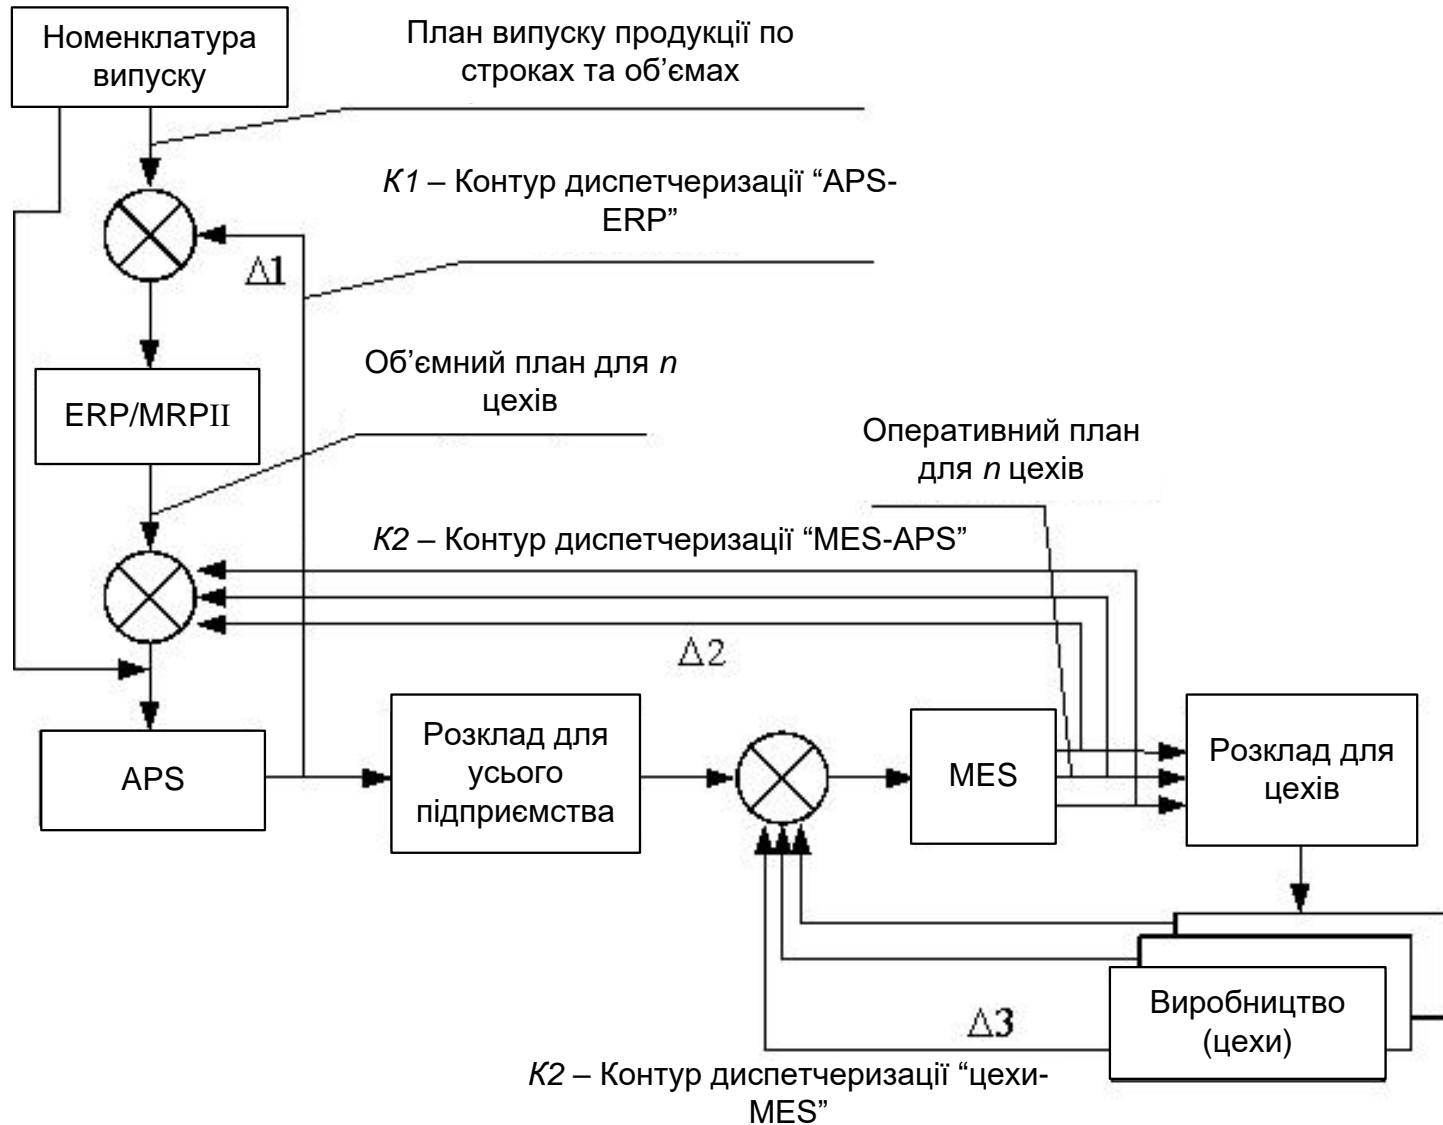 Номенклатура
випуску
План випуску продукції по
строках та об’ємах
К1 – Контур диспетчеризації “APS-
ERP”
Δ1
ERP/MRPII
Об’ємний план для n
цехів
Оперативний план
для n цехів
К2 – Контур диспетчеризації “MES-APS”
Δ2
APS
Розклад для
усього
підприємства
MES
Розклад для
цехів
Виробництво
(цехи)
Δ3
К2 – Контур диспетчеризації “цехи-
MES”